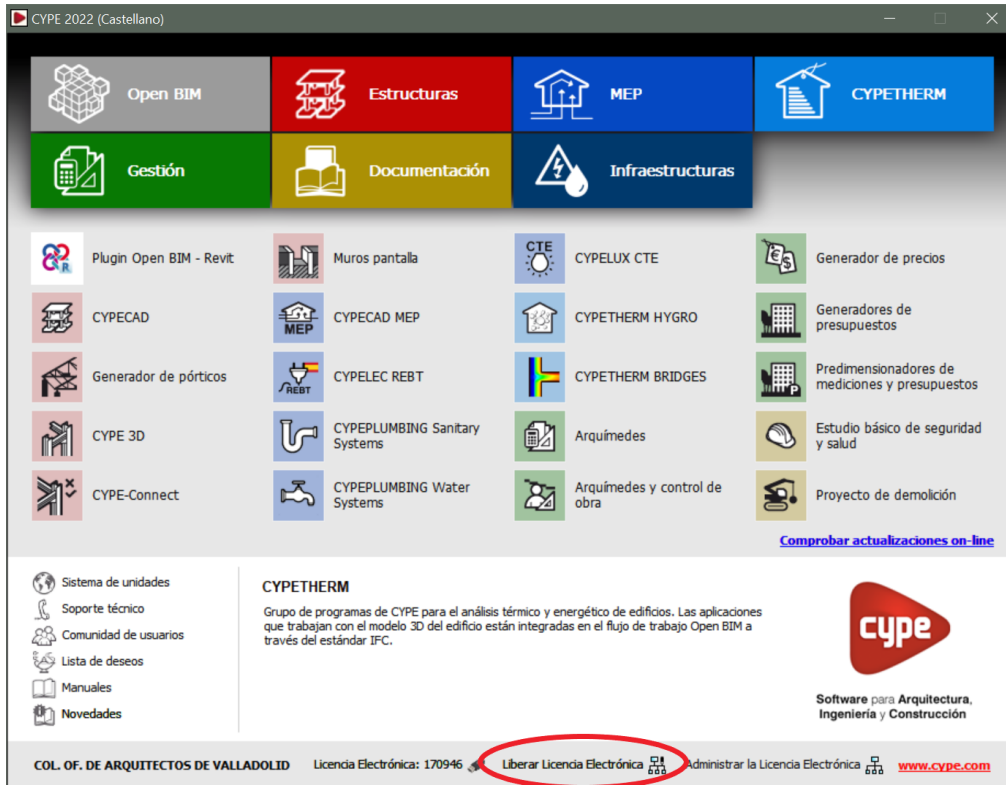 CYPE 2022 (Castellano)
Open BIM
Estructuras
MEP
CYPETHERM
Gestión
Documentación
Infraestructuras
R
Plugin Open BIM - Revit
Muros pantalla
CTE
CYPELUX CTE
€ $
Generador de precios
CYPECAD
MEP
CYPECAD MEP
CYPETHERM HYGRO
Generadores de
presupuestos
Generador de pórticos
REBT
CYPELEC REBT
CYPETHERM BRIDGES
P
Predimensionadores de
mediciones y presupuestos
CYPE 3D
CYPEPLUMBING Sanitary
Systems
Arquímedes
Estudio básico de seguridad
y salud
CYPE-Connect
CYPEPLUMBING Water
Systems
Arquímedes y control de
obra
Proyecto de demolición
Comprobar actualizaciones on-line
Sistema de unidades
Soporte técnico
Comunidad de usuarios
Lista de deseos
Manuales
Novedades
CYPETHERM
Grupo de programas de CYPE para el análisis térmico y energético de edificios. Las aplicaciones
que trabajan con el modelo 3D del edificio están integradas en el flujo de trabajo Open BIM a
través del estándar IFC.
cype
Software para Arquitectura,
Ingeniería y Construcción
COL. OF. DE ARQUITECTOS DE VALLADOLID
Licencia Electrónica: 170946
Liberar Licencia Electrónica
Administrar la Licencia Electrónica
www.cype.com